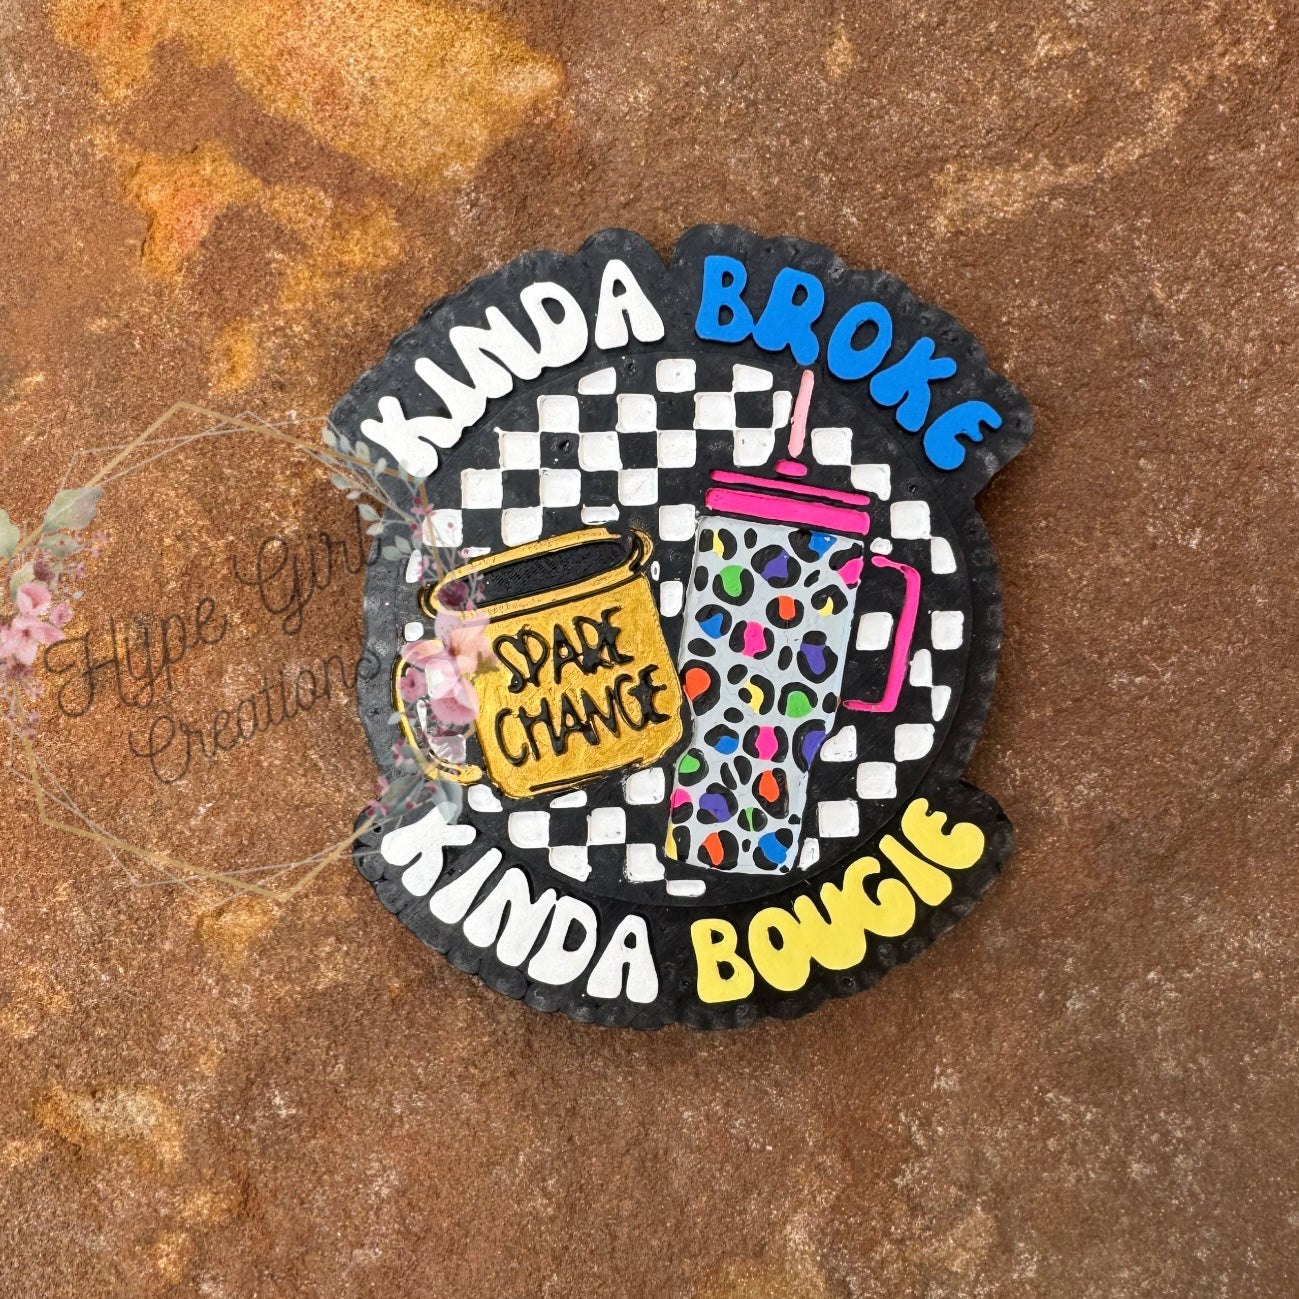 KINDA BROKE
SPARE
CHANGE
KINDA BOUGIE
Hype Girl
Creations